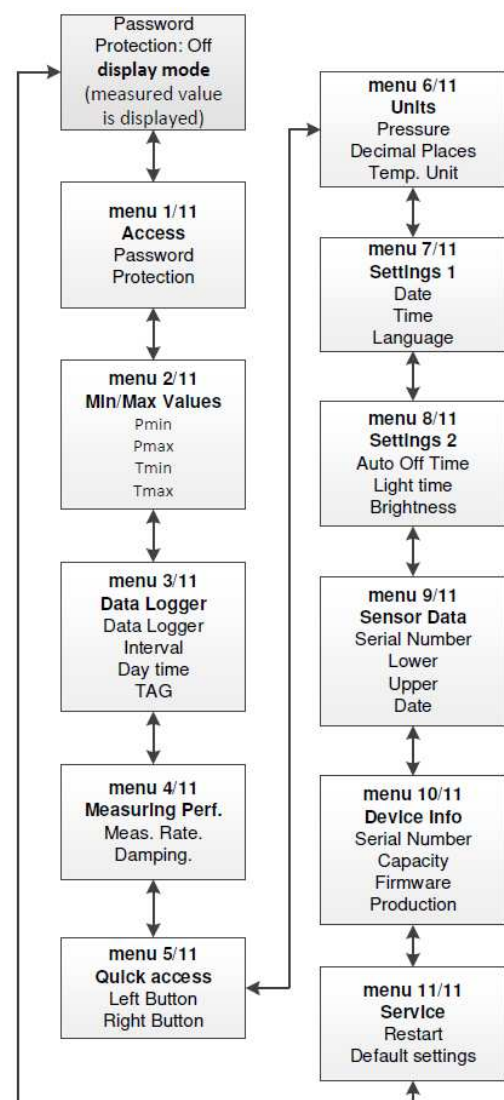 Password
Protection: Off
display mode
(measured value
is displayed)
menu 1/11
Access
Password
Protection
menu 2/11
Min/Max Values
Pmin
Pmax
Tmin
Tmax
menu 3/11
Data Logger
Data Logger
Interval
Day time
TAG
menu 4/11
Measuring Perf.
Meas. Rate.
Damping.
menu 5/11
Quick access
Left Button
Right Button
menu 6/11
Units
Pressure
Decimal Places
Temp. Unit
menu 7/11
Settings 1
Date
Time
Language
menu 8/11
Settings 2
Auto Off Time
Light time
Brightness
menu 9/11
Sensor Data
Serial Number
Lower
Upper
Date
menu 10/11
Device Info
Serial Number
Capacity
Firmware
Production
menu 11/11
Service
Restart
Default settings